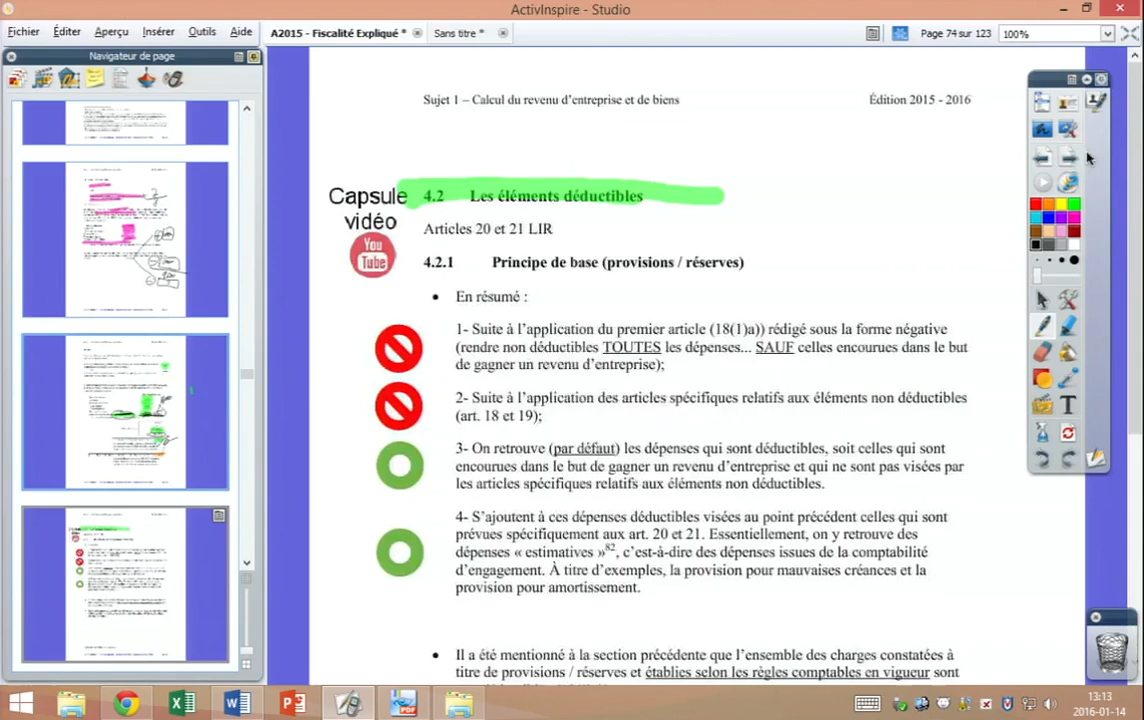 ActivInspire - Studio
Fichier Éditer Aperçu Insérer Outils Aide
A2015 - Fiscalité Expliqué *
Sans titre *
Page 74 sur 123
100%
Navigateur de page
Sujet 1 – Calcul du revenu d’entreprise et de biens
Édition 2015 - 2016
Capsule
vidéo
You
Tube
4.2 Les éléments déductibles
Articles 20 et 21 LIR
4.2.1 Principe de base (provisions / réserves)
• En résumé :
1- Suite à l’application du premier article (18(1)a)) rédigé sous la forme négative
(rendre non déductibles TOUTES les dépenses... SAUF celles encourues dans le but
de gagner un revenu d’entreprise);
2- Suite à l’application des articles spécifiques relatifs aux éléments non déductibles
(art. 18 et 19);
3- On retrouve (par défaut) les dépenses qui sont déductibles, soit celles qui sont
encourues dans le but de gagner un revenu d’entreprise et qui ne sont pas visées par
les articles spécifiques relatifs aux éléments non déductibles.
4- S’ajoutent à ces dépenses déductibles visées au point précédent celles qui sont
prévues spécifiquement aux art. 20 et 21. Essentiellement, on y retrouve des
dépenses « estimatives »82, c’est-à-dire des dépenses issues de la comptabilité
d’engagement. À titre d’exemples, la provision pour mauvaises créances et la
provision pour amortissement.
• Il a été mentionné à la section précédente que l’ensemble des charges constatées à
titre de provisions / réserves et établies selon les règles comptables en vigueur sont
13:13
2016-01-14